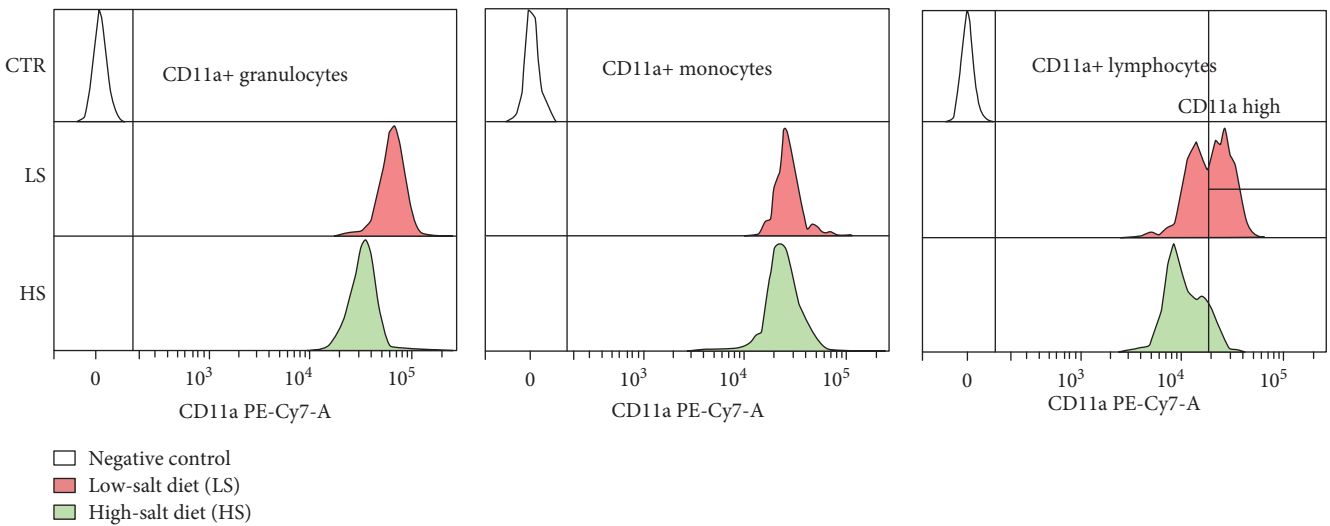 CTR
LS
HS
CD11a+ granulocytes
0 10³ 10⁴ 10⁵
CD11a PE-Cy7-A
CD11a+ monocytes
0 10³ 10⁴ 10⁵
CD11a PE-Cy7-A
CD11a+ lymphocytes
CD11a high
0 10³ 10⁴ 10⁵
CD11a PE-Cy7-A
Negative control
Low-salt diet (LS)
High-salt diet (HS)